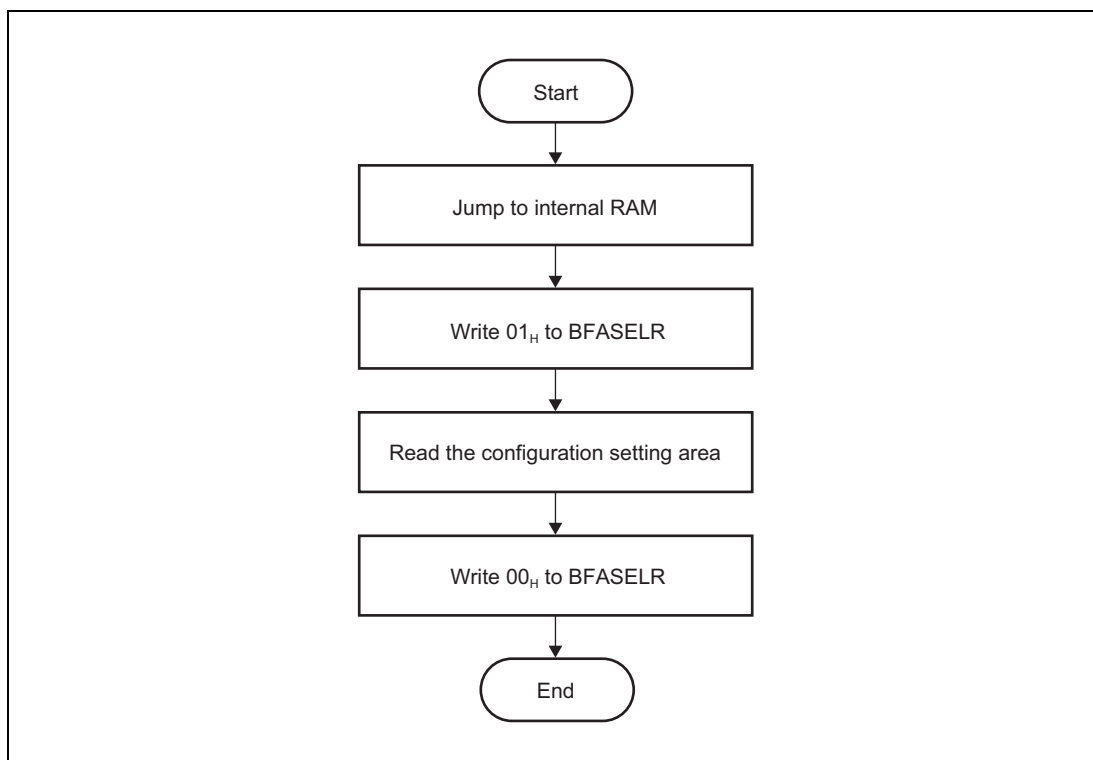 Start
Jump to internal RAM
Write 01H to BFASELR
Read the configuration setting area
Write 00H to BFASELR
End